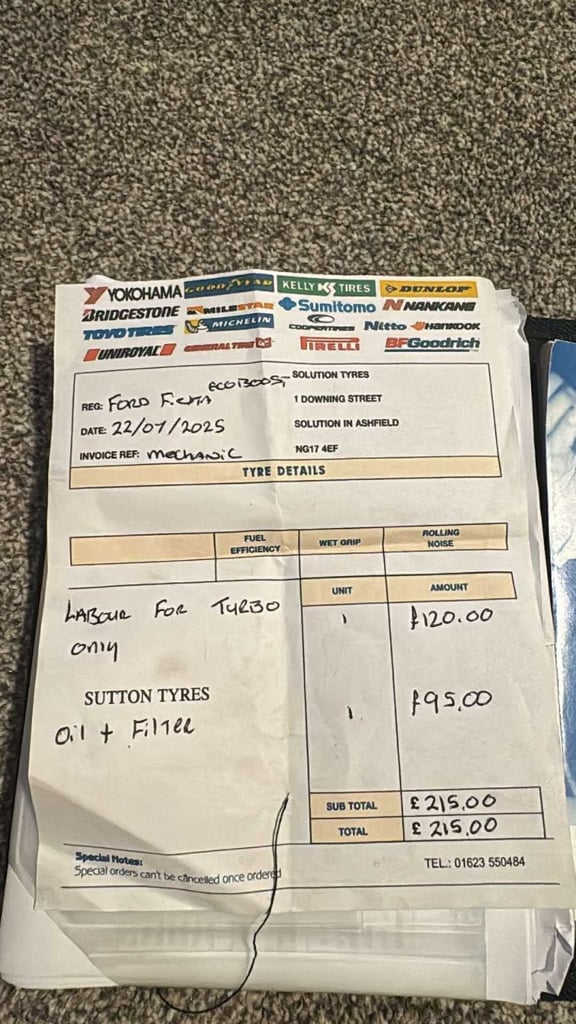 YOKOHAMA GOODYEAR KELLY TIRES DUNLOP
BRIDGESTONE MILESTAR Sumitomo NANKANG
TOYO TIRES MICHELIN COOPERTIRES Nitto HANKOOK
UNIROYAL GENERAL TIRE PIRELLI BFGoodrich
ECOBOOST SOLUTION TYRES
REG: FORD FIESTA 1 DOWNING STREET
DATE: 22/07/2025 SOLUTION IN ASHFIELD
INVOICE REF: MECHANIC NG17 4EF
TYRE DETAILS
FUEL EFFICIENCY WET GRIP ROLLING NOISE
UNIT AMOUNT
LABOUR FOR TURBO 1 £120.00
only
SUTTON TYRES 1 £95.00
Oil + FilTER
SUB TOTAL £ 215.00
TOTAL £ 215.00
Special Notes:
Special orders can't be cancelled once ordered
TEL.: 01623 550484